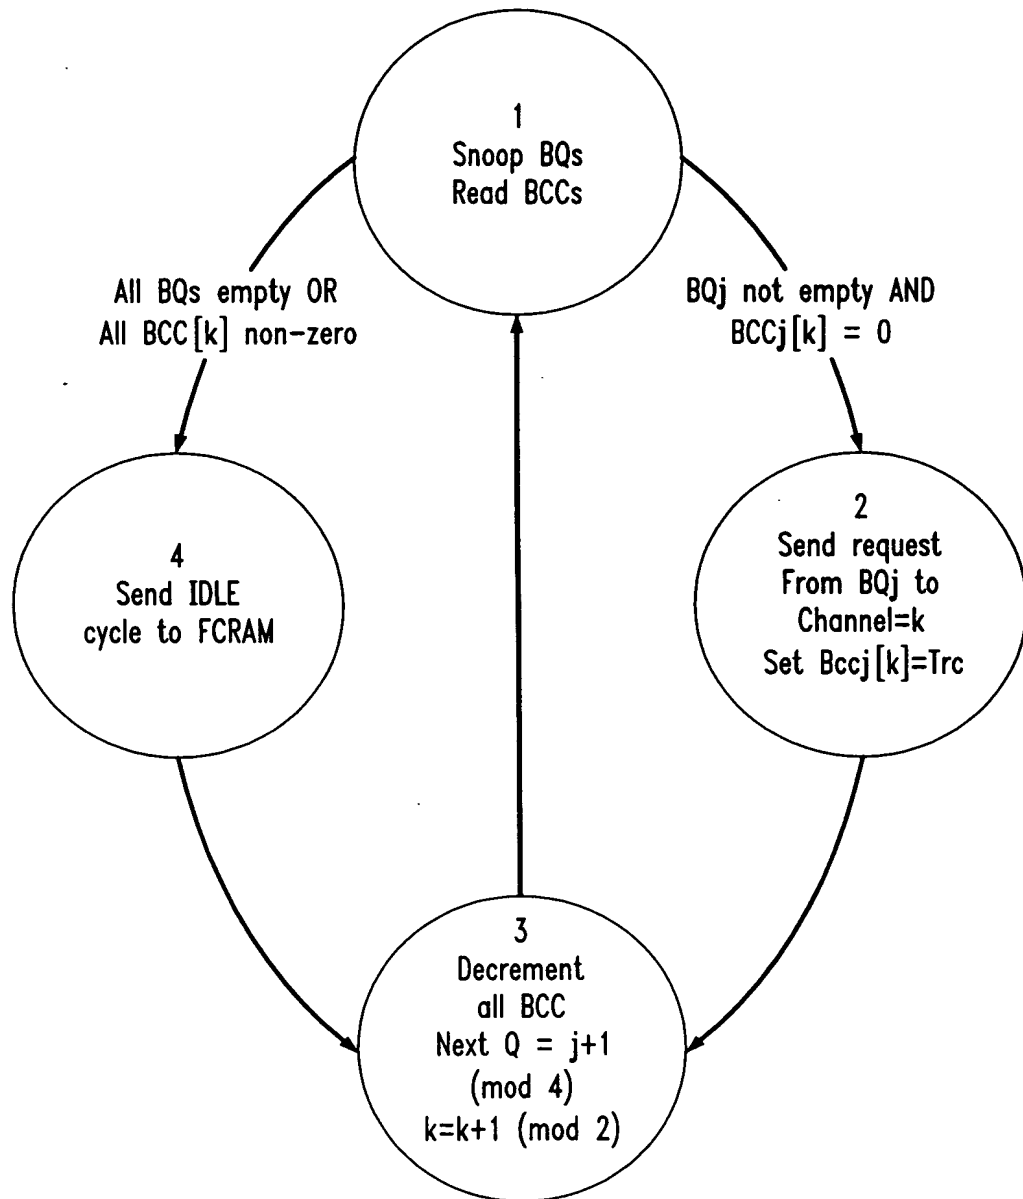 1
Snoop BQs
Read BCCs
All BQs empty OR
All BCC[k] non-zero
BQj not empty AND
BCCj[k] = 0
4
Send IDLE
cycle to FCRAM
2
Send request
From BQj to
Channel=k
Set Bccj[k]=Trc
3
Decrement
all BCC
Next Q = j+1
(mod 4)
k=k+1 (mod 2)